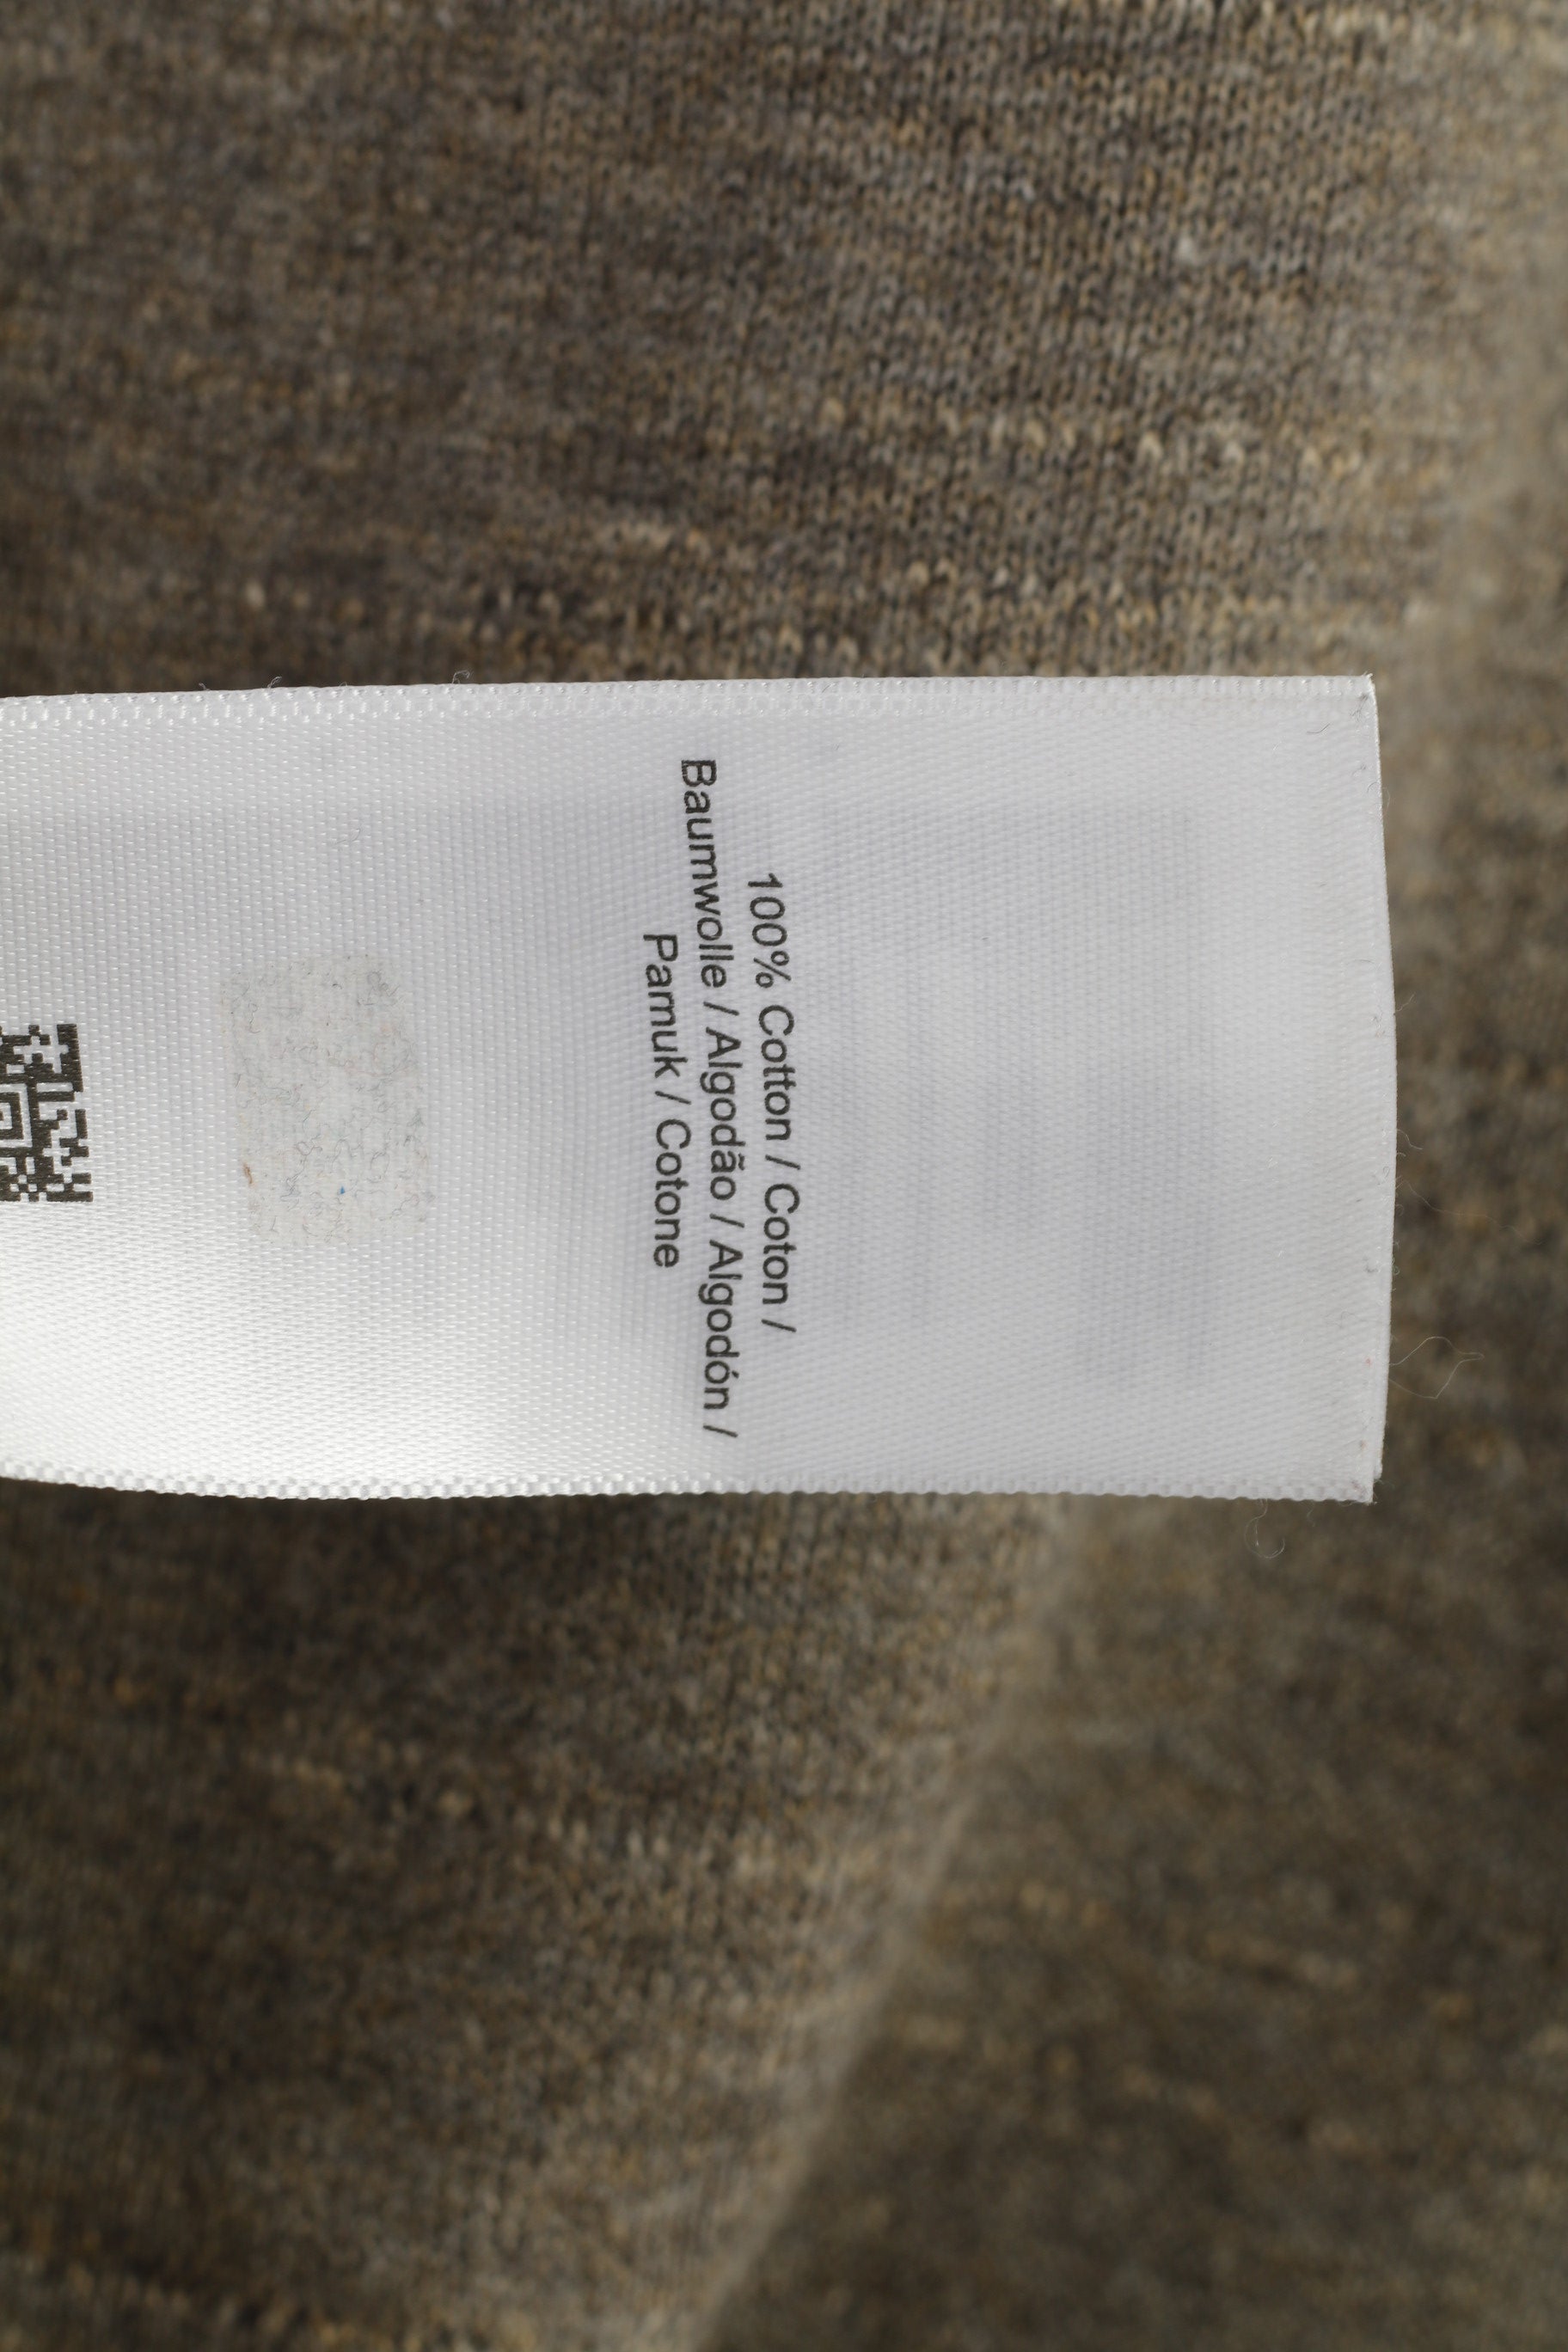 100% Cotton / Coton /
Baumwolle / Algodão / Algodón /
Pamuk / Cotone